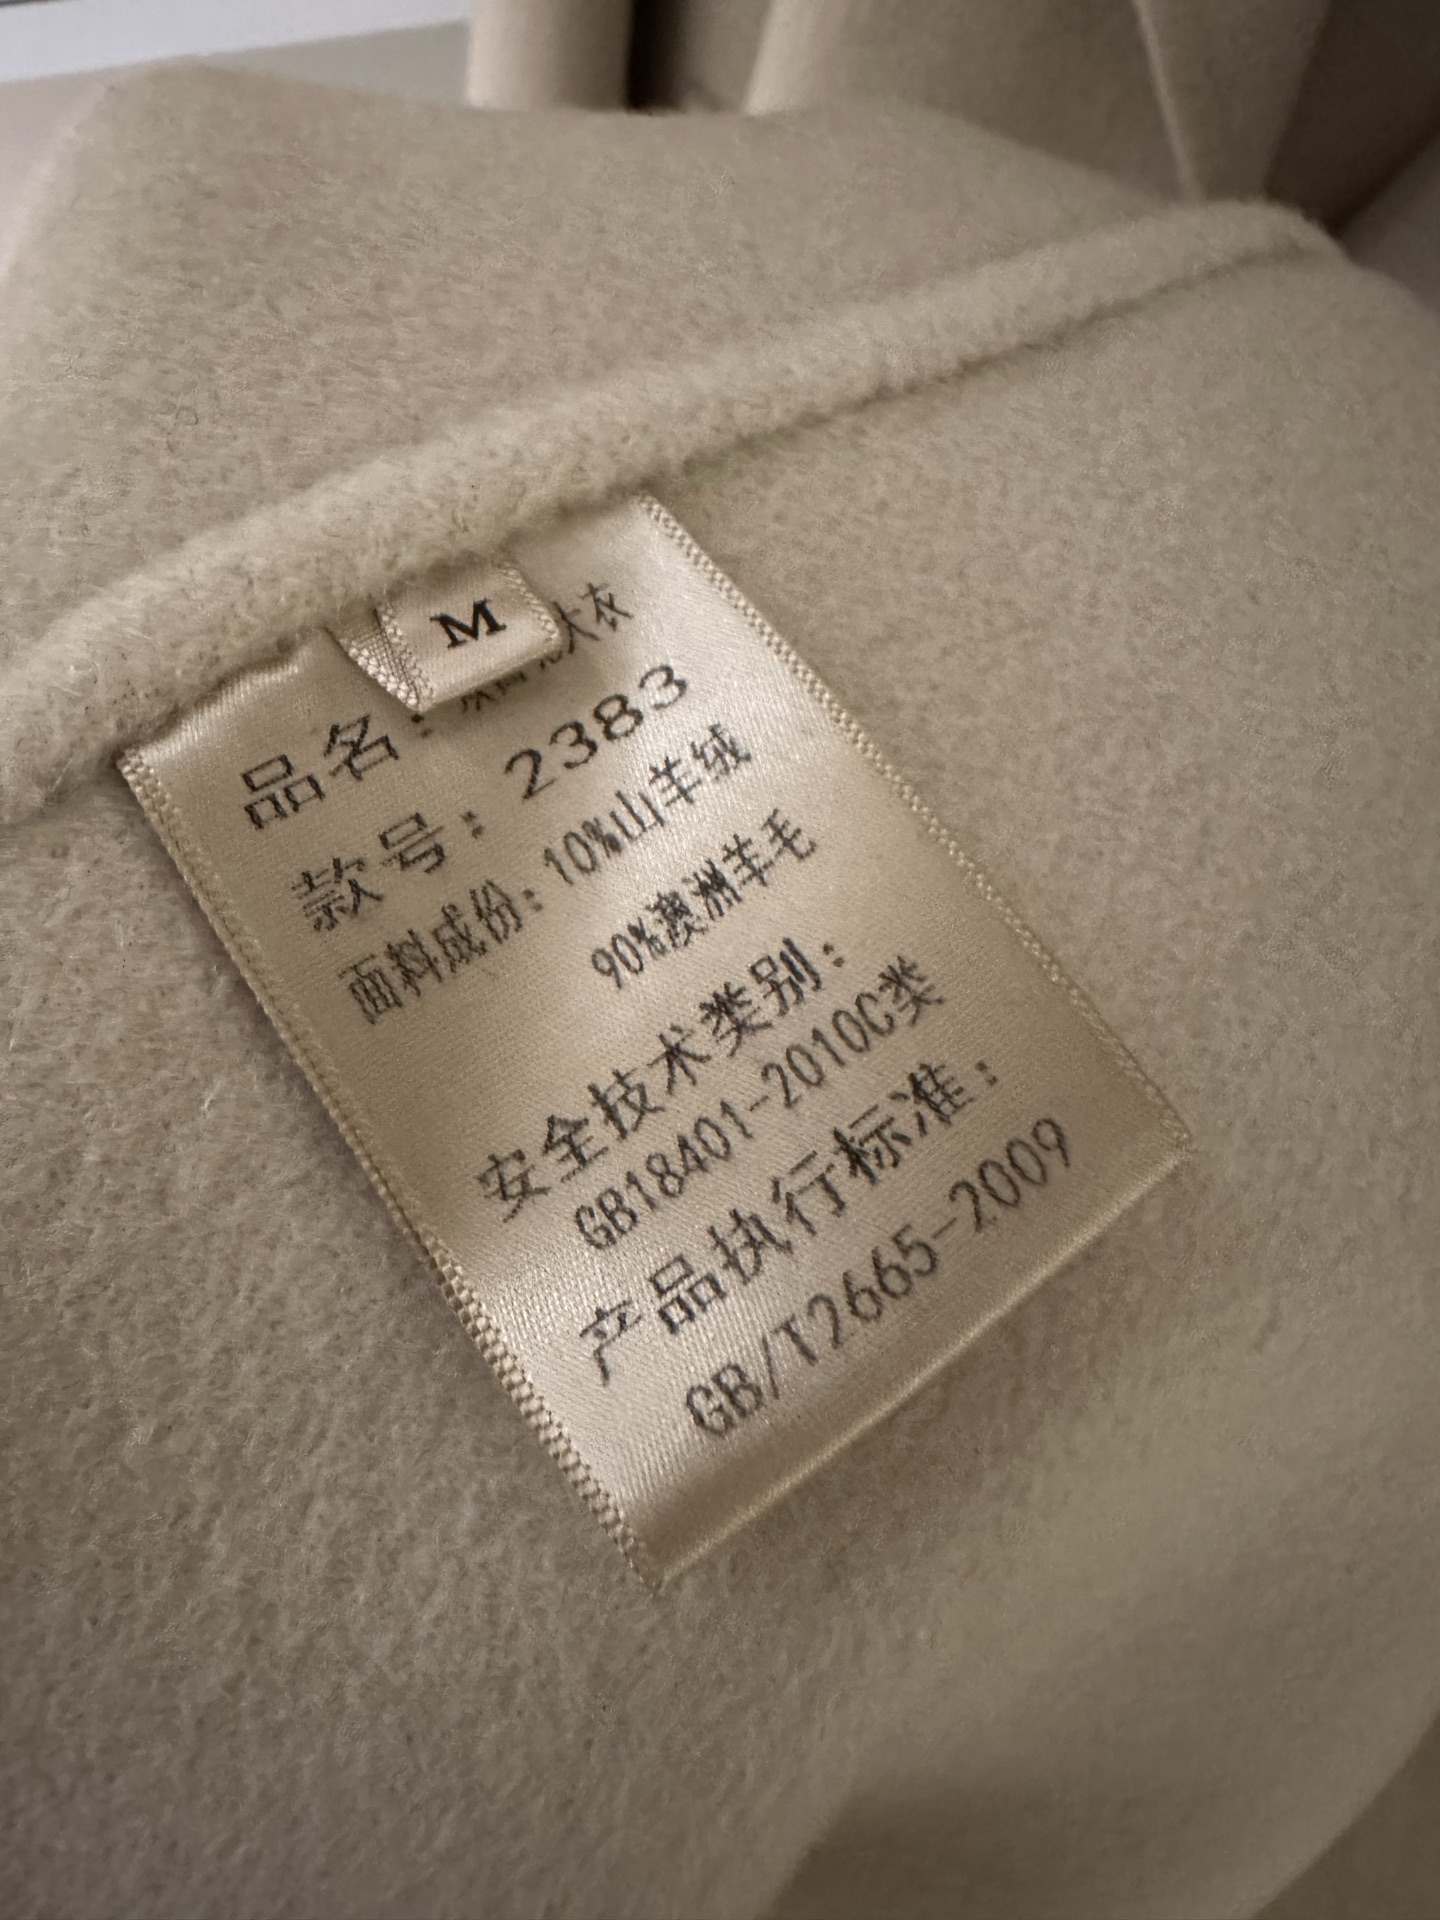 M
品名： 大衣
款号：2383
面料成份：10%山羊绒
90%澳洲羊毛
安全技术类别：
GB18401-2010C类
产品执行标准：
GB/T2665-2009